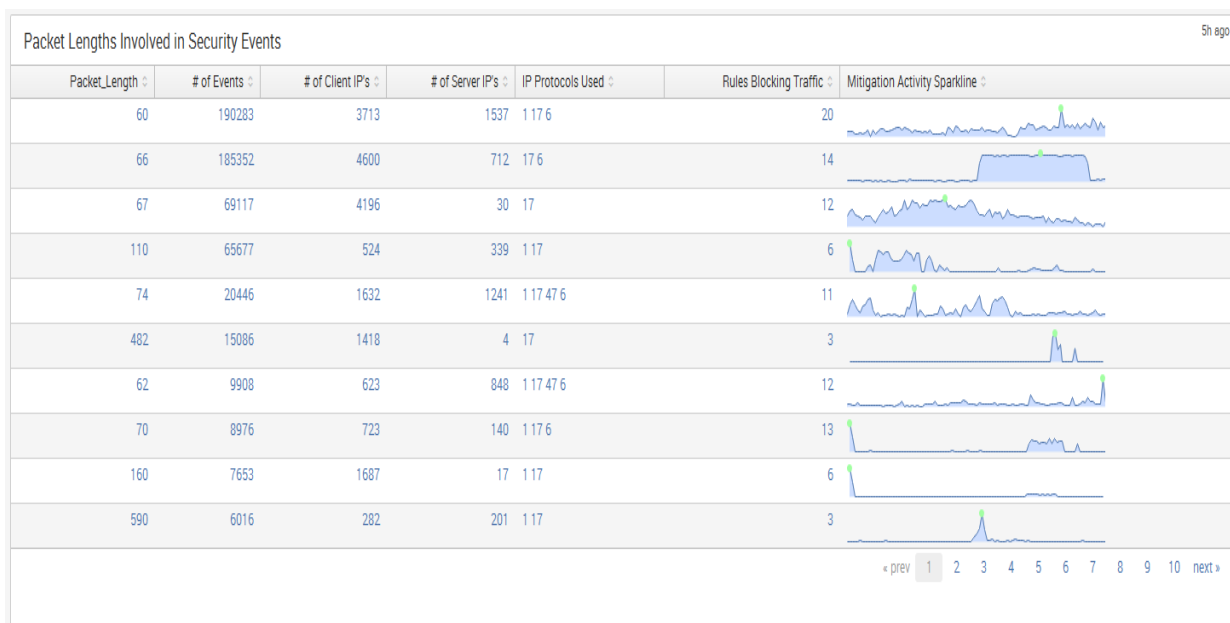 5h ago
Packet Lengths Involved in Security Events
Packet_Length # of Events # of Client IP's # of Server IP's IP Protocols Used Rules Blocking Traffic Mitigation Activity Sparkline
60 190283 3713 1537 1 17 6 20
66 185352 4600 712 17 6 14
67 69117 4196 30 17 12
110 65677 524 339 1 17 6
74 20446 1632 1241 1 17 47 6 11
482 15086 1418 4 17 3
62 9908 623 848 1 17 47 6 12
70 8976 723 140 1 17 6 13
160 7653 1687 17 1 17 6
590 6016 282 201 1 17 3
« prev 1 2 3 4 5 6 7 8 9 10 next »